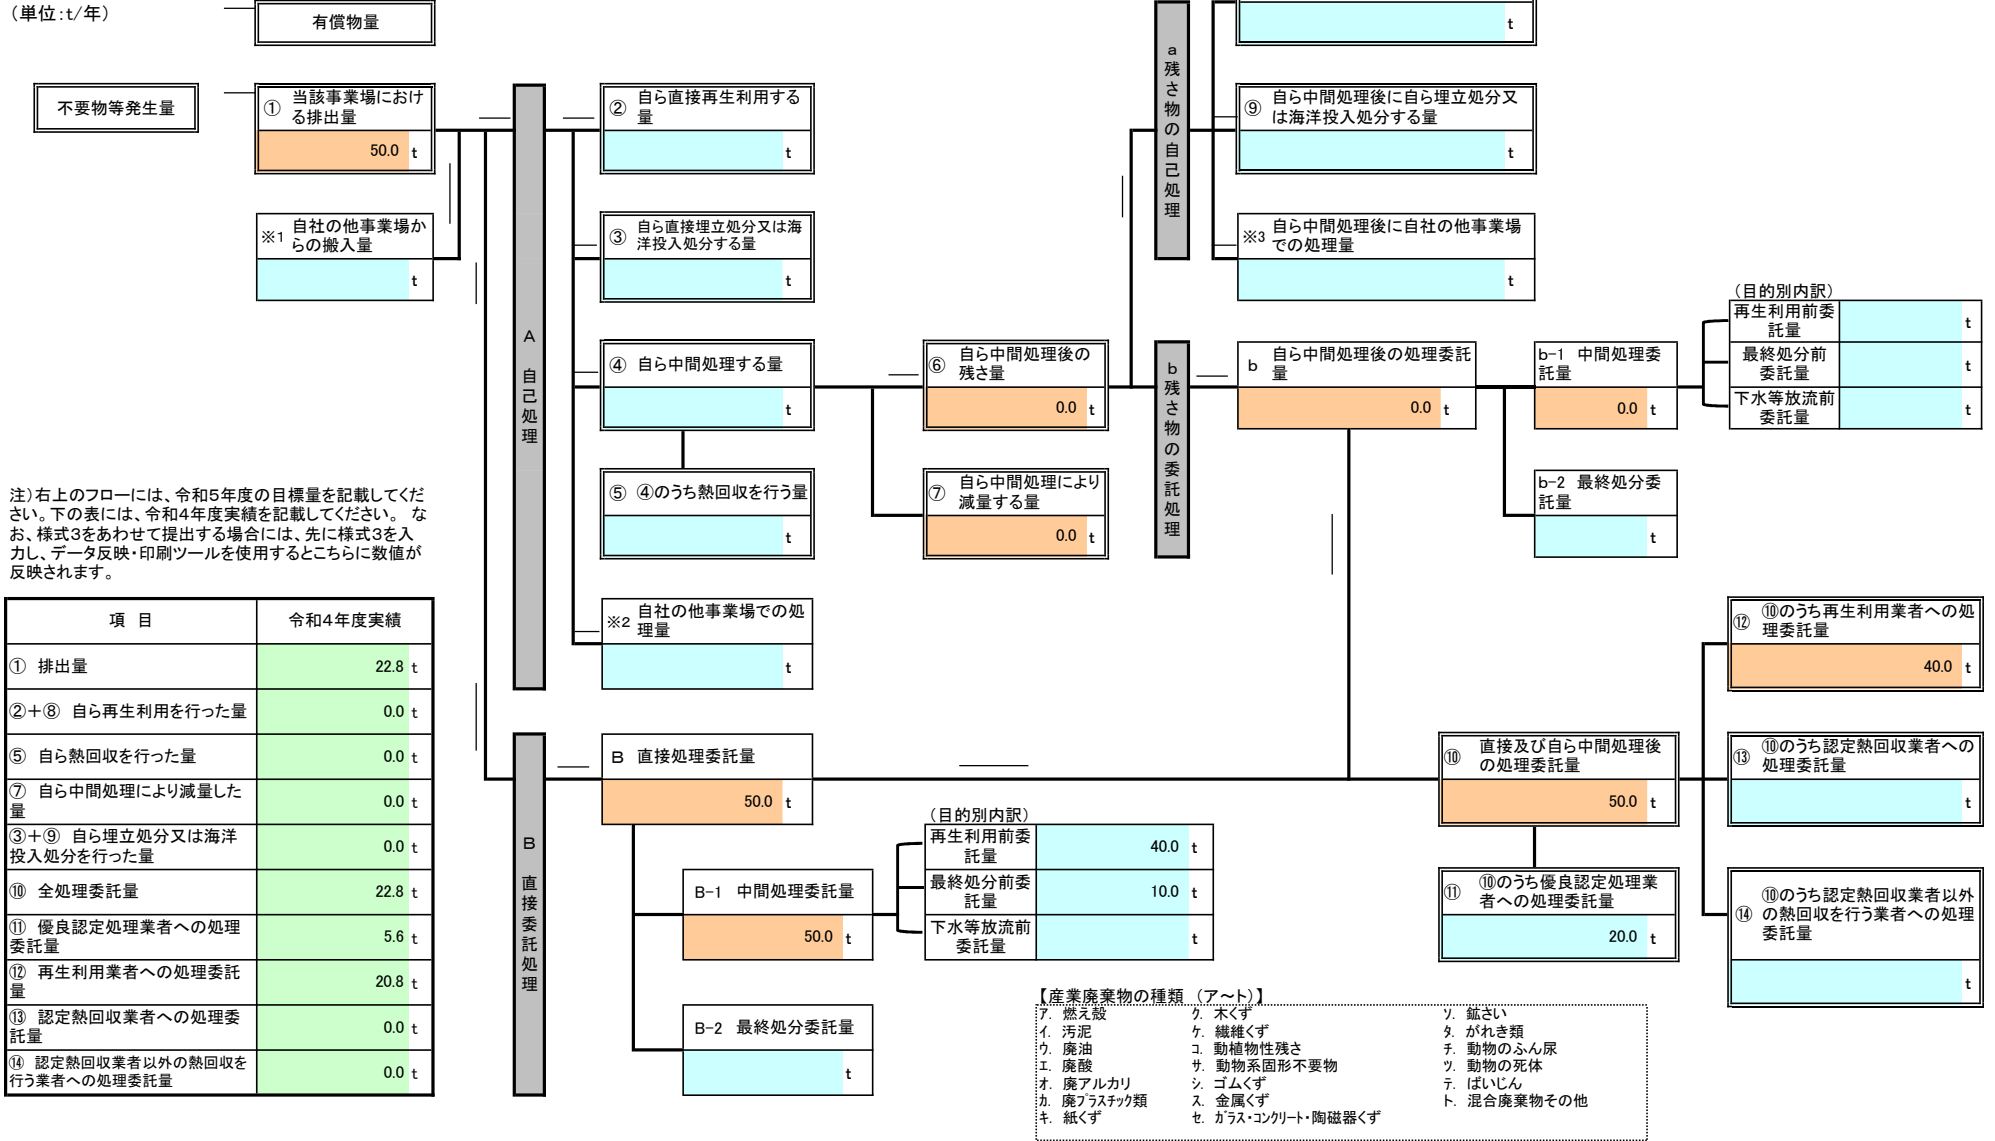 （単位:t/年）
有償物量
不要物等発生量
① 当該事業場におけ
る排出量
50.0 t
※1 自社の他事業場か
らの搬入量
t
A 自己処理
② 自ら直接再生利用する
量
t
③ 自ら直接埋立処分又は海
洋投入処分する量
t
④ 自ら中間処理する量
t
⑤ ④のうち熱回収を行う量
t
※2 自社の他事業場での処
理量
t
⑥ 自ら中間処理後の
残さ量
0.0 t
⑦ 自ら中間処理により
減量する量
0.0 t
a 残さ物の自己処理
t
⑨ 自ら中間処理後に自ら埋立処分又
は海洋投入処分する量
t
※3 自ら中間処理後に自社の他事業場
での処理量
t
b 残さ物の委託処理
b 自ら中間処理後の処理委託
量
0.0 t
b-1 中間処理委
託量
0.0 t
b-2 最終処分委
託量
t
（目的別内訳）
再生利用前委
託量
t
最終処分前
委託量
t
下水等放流前
委託量
t
注）右上のフローには、令和5年度の目標量を記載してくだ
さい。下の表には、令和4年度実績を記載してください。 な
お、様式3をあわせて提出する場合には、先に様式3を入
力し、データ反映・印刷ツールを使用するとこちらに数値が
反映されます。
項 目 令和4年度実績
① 排出量 22.8 t
②＋⑧ 自ら再生利用を行った量 0.0 t
⑤ 自ら熱回収を行った量 0.0 t
⑦ 自ら中間処理により減量した
量 0.0 t
③＋⑨ 自ら埋立処分又は海洋
投入処分を行った量 0.0 t
⑩ 全処理委託量 22.8 t
⑪ 優良認定処理業者への処理
委託量 5.6 t
⑫ 再生利用業者への処理委託
量 20.8 t
⑬ 認定熱回収業者への処理委
託量 0.0 t
⑭ 認定熱回収業者以外の熱回収を
行う業者への処理委託量 0.0 t
B 直接委託処理
B 直接処理委託量
50.0 t
B-1 中間処理委託量
50.0 t
B-2 最終処分委託量
t
（目的別内訳）
再生利用前委
託量
40.0 t
最終処分前委
託量
10.0 t
下水等放流前
委託量
t
⑩ 直接及び自ら中間処理後
の処理委託量
50.0 t
⑪ ⑩のうち優良認定処理業
者への処理委託量
20.0 t
⑫ ⑩のうち再生利用業者への処
理委託量
40.0 t
⑬ ⑩のうち認定熱回収業者への
処理委託量
t
⑭ ⑩のうち認定熱回収業者以外
の熱回収を行う業者への処理
委託量
t
【産業廃棄物の種類 （ア～ト）】
ア. 燃え殻 ク. 木くず ソ. 鉱さい
イ. 汚泥 ケ. 繊維くず タ. がれき類
ウ. 廃油 コ. 動植物性残さ チ. 動物のふん尿
エ. 廃酸 サ. 動物系固形不要物 ツ. 動物の死体
オ. 廃アルカリ シ. ゴムくず テ. ばいじん
カ. 廃プラスチック類 ス. 金属くず ト. 混合廃棄物その他
キ. 紙くず セ. ガラス・コンクリート・陶磁器くず